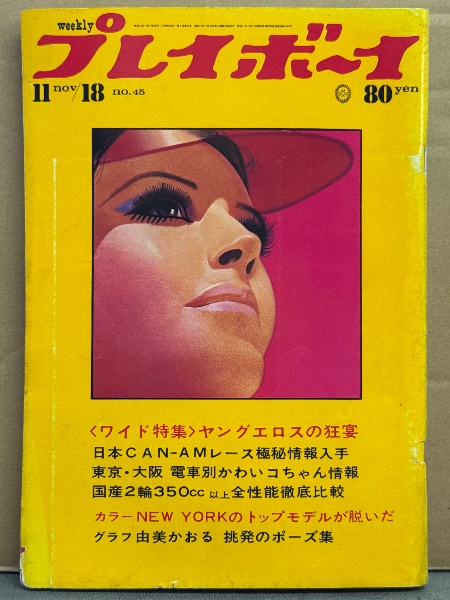 weekly
プレイボーイ
11 nov/18 no.45
80 yen
〈ワイド特集〉ヤングエロスの狂宴
日本CAN-AMレース極秘情報入手
東京・大阪 電車別かわいコちゃん情報
国産2輪350cc以上全性能徹底比較
カラーNEW YORKのトップモデルが脱いだ
グラフ由美かおる 挑発のポーズ集